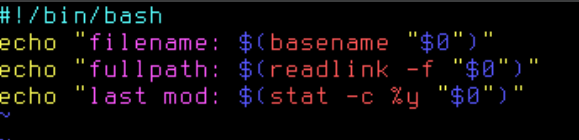 #!/bin/bash
echo "filename: $(basename "$0")"
echo "fullpath: $(readlink -f "$0")"
echo "last mod: $(stat -c %y "$0")"
~
~